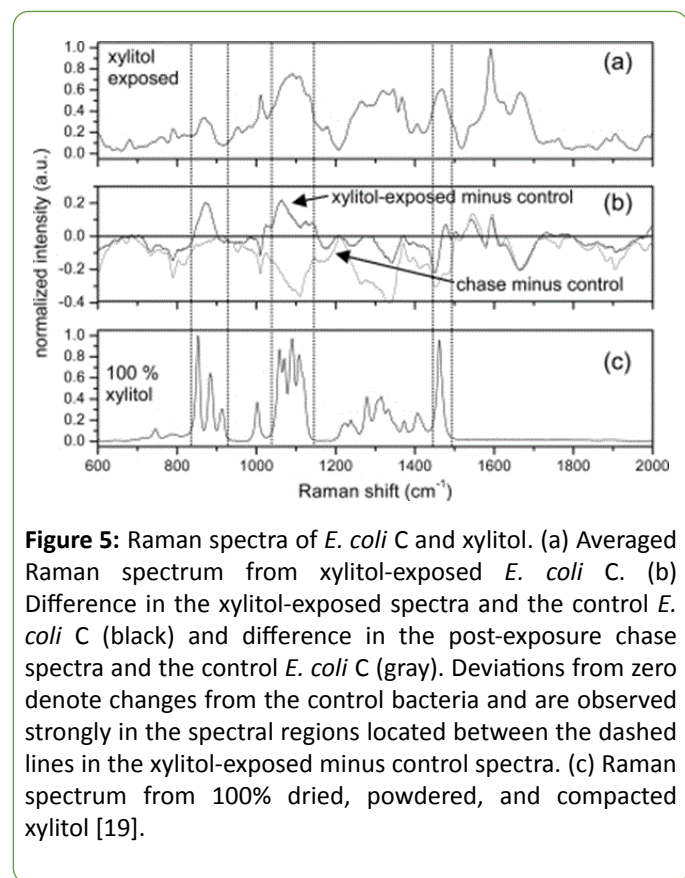 xylitol
exposed
(a)
1.0
0.8
0.6
0.4
0.2
0.0
(b)
xylitol-exposed minus control
0.2
0.0
-0.2
-0.4
chase minus control
normalized intensity (a.u.)
(c)
100 %
xylitol
1.0
0.8
0.6
0.4
0.2
0.0
600 800 1000 1200 1400 1600 1800 2000
Raman shift (cm⁻¹)
Figure 5: Raman spectra of E. coli C and xylitol. (a) Averaged
Raman spectrum from xylitol-exposed E. coli C. (b)
Difference in the xylitol-exposed spectra and the control E.
coli C (black) and difference in the post-exposure chase
spectra and the control E. coli C (gray). Deviations from zero
denote changes from the control bacteria and are observed
strongly in the spectral regions located between the dashed
lines in the xylitol-exposed minus control spectra. (c) Raman
spectrum from 100% dried, powdered, and compacted
xylitol [19].